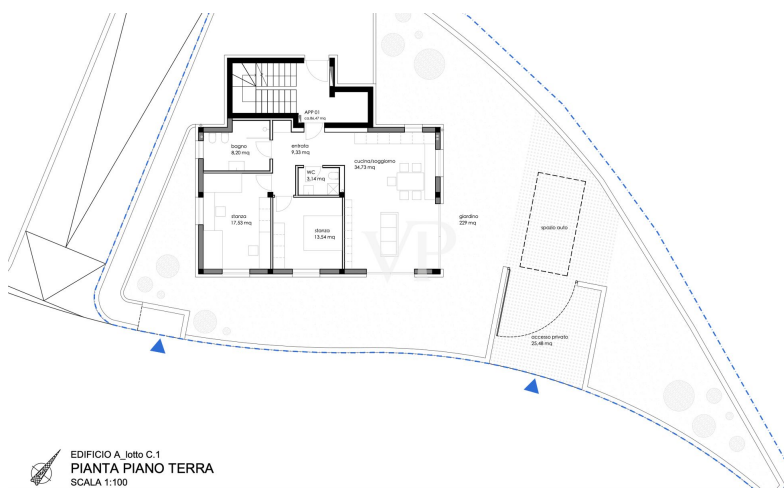 APP 01
bagno
8,20 mq
entrata
9,33 mq
cucina/soggiorno
34,73 mq
WC
3,14 mq
stanza
17,53 mq
stanza
13,54 mq
giardino
229 mq
spazio auto
accesso privato
25,48 mq
VP
EDIFICIO A_lotto C.1
PIANTA PIANO TERRA
SCALA 1:100